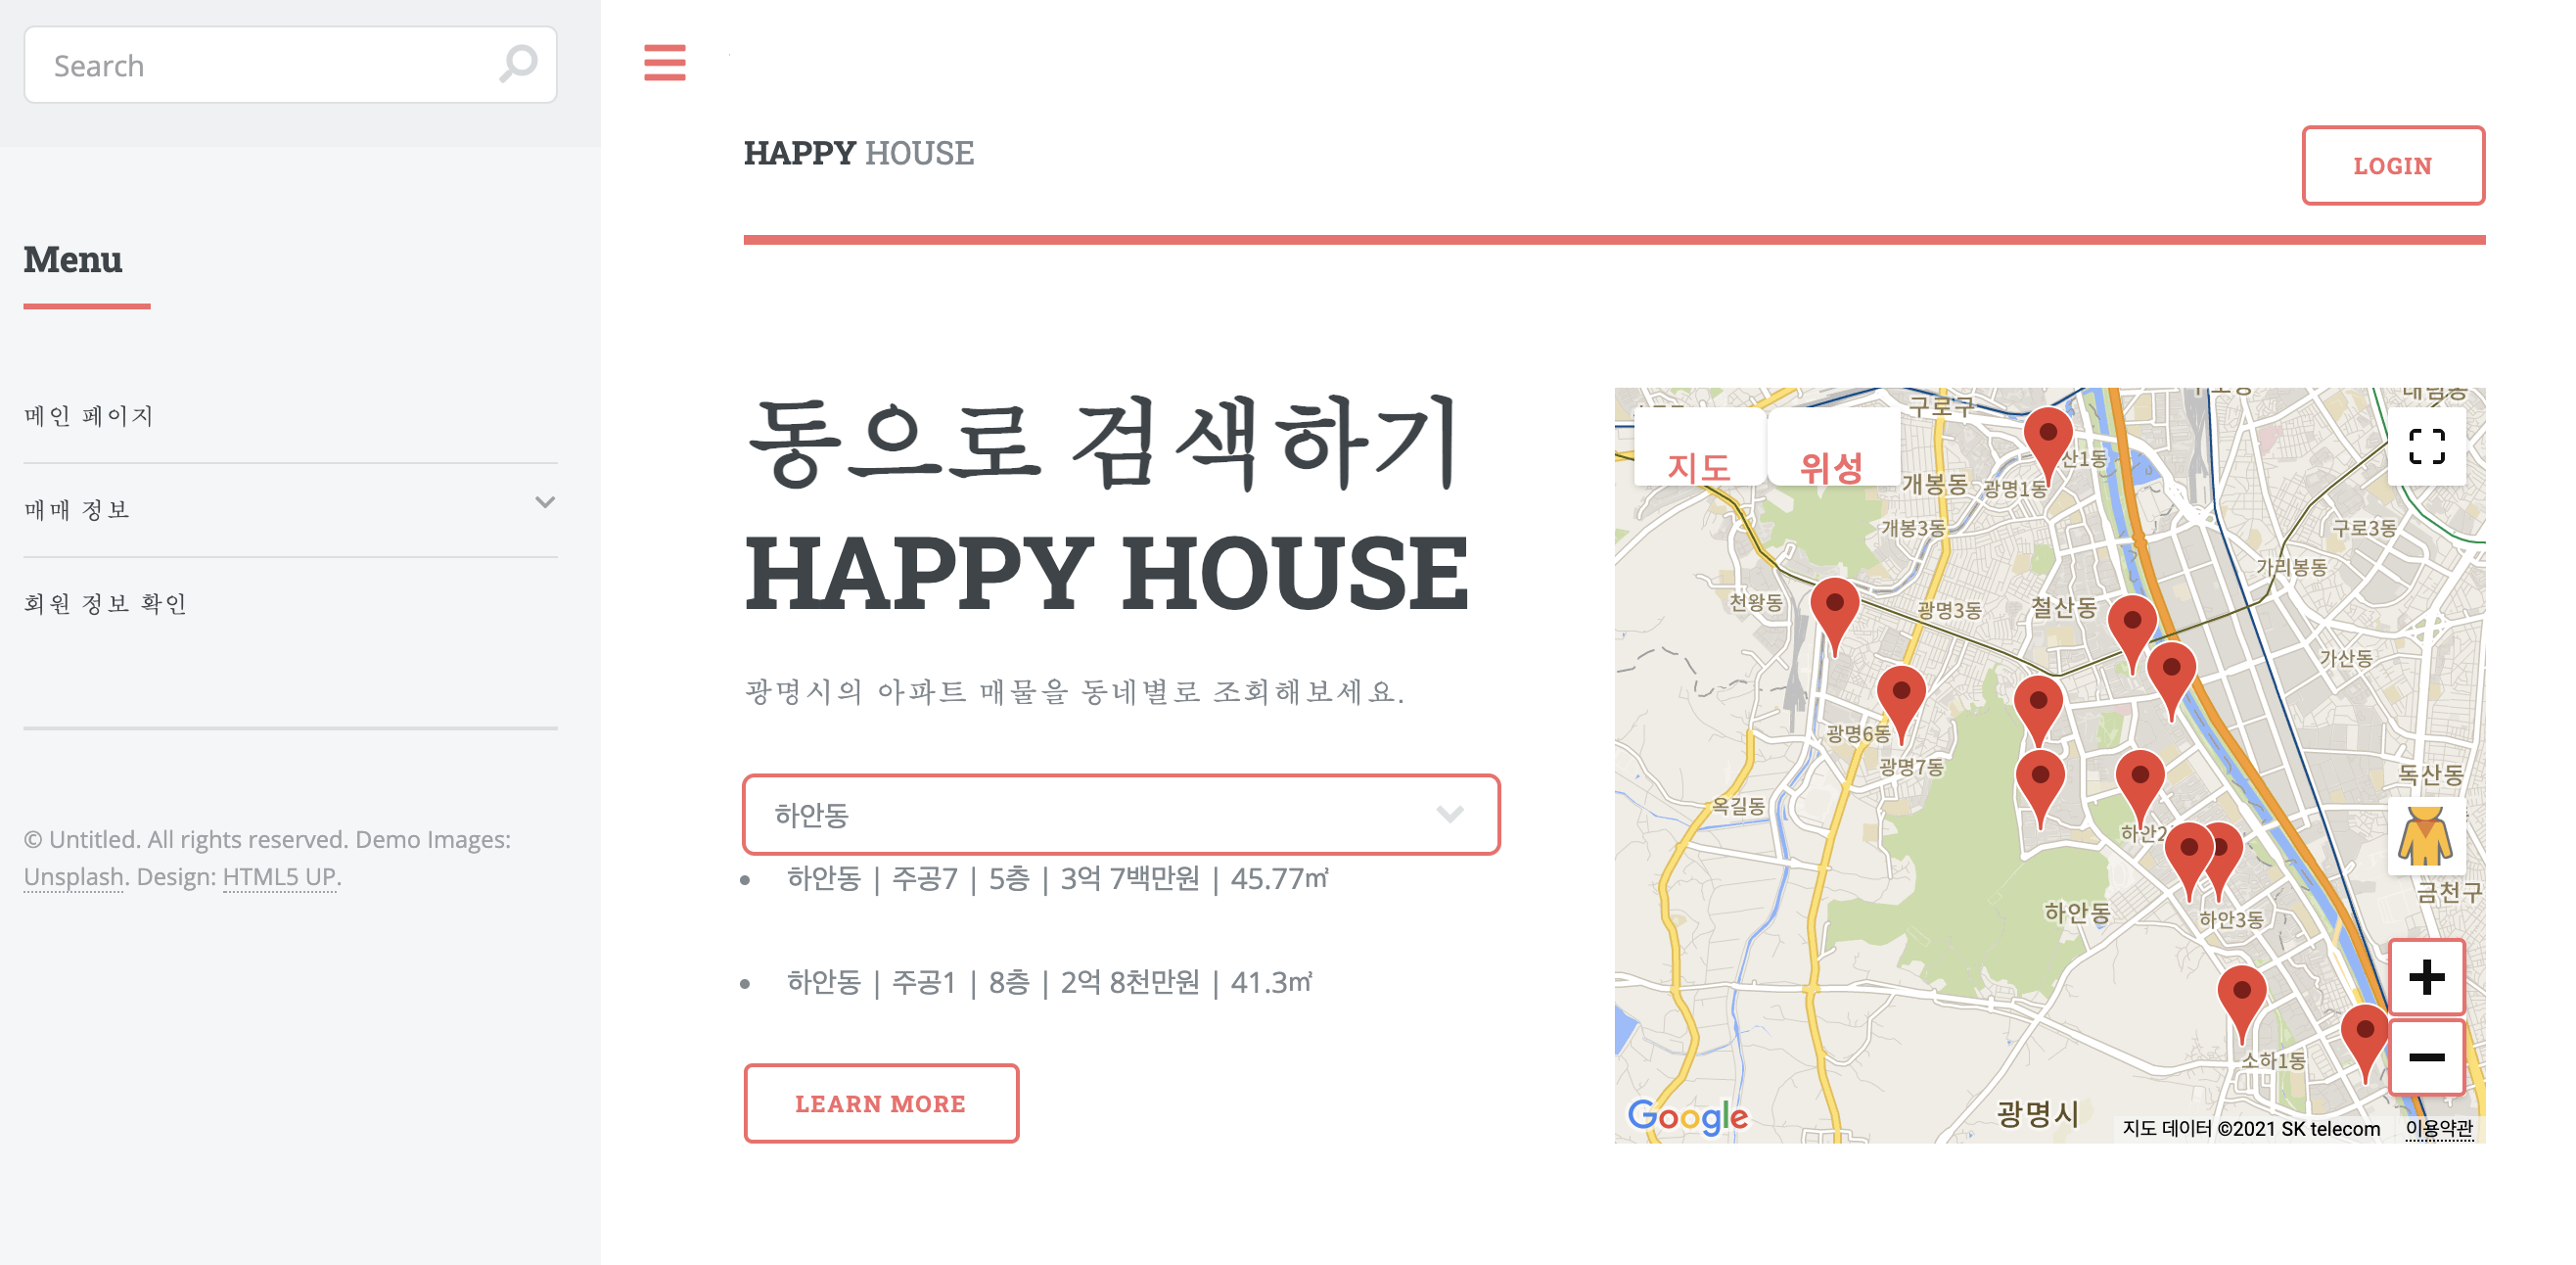 Search
Menu
메인 페이지
매매 정보
회원 정보 확인
© Untitled. All rights reserved. Demo Images:
Unsplash. Design: HTML5 UP.
HAPPY HOUSE
LOGIN
동으로 검색하기
HAPPY HOUSE
광명시의 아파트 매물을 동네별로 조회해보세요.
하안동
하안동 | 주공7 | 5층 | 3억 7백만원 | 45.77㎡
하안동 | 주공1 | 8층 | 2억 8천만원 | 41.3㎡
LEARN MORE
지도
위성
구로구
산1동
개봉동
광명1동
개봉3동
구로3동
가리봉동
천왕동
광명3동
철산동
가산동
광명6동
광명7동
독산동
옥길동
하안2
금천구
하안동
하안3동
소하1동
광명시
Google
지도 데이터 ©2021 SK telecom
이용약관